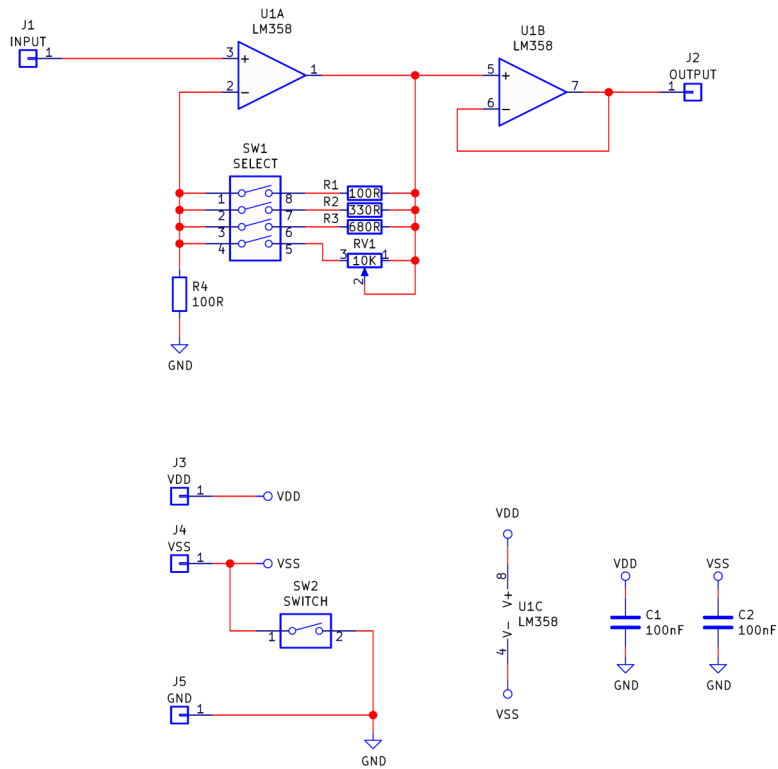 U1A
LM358
J1
INPUT
1
3
+
2
−
1
U1B
LM358
5
+
6
−
7
J2
OUTPUT
1
SW1
SELECT
1
8
2
7
3
6
4
5
R1
100R
R2
330R
R3
680R
RV1
3
10K
1
2
R4
100R
GND
J3
VDD
1
VDD
J4
VSS
1
VSS
SW2
SWITCH
1
2
J5
GND
1
GND
VDD
8
V+
U1C
LM358
V−
4
VSS
VDD
C1
100nF
GND
VSS
C2
100nF
GND